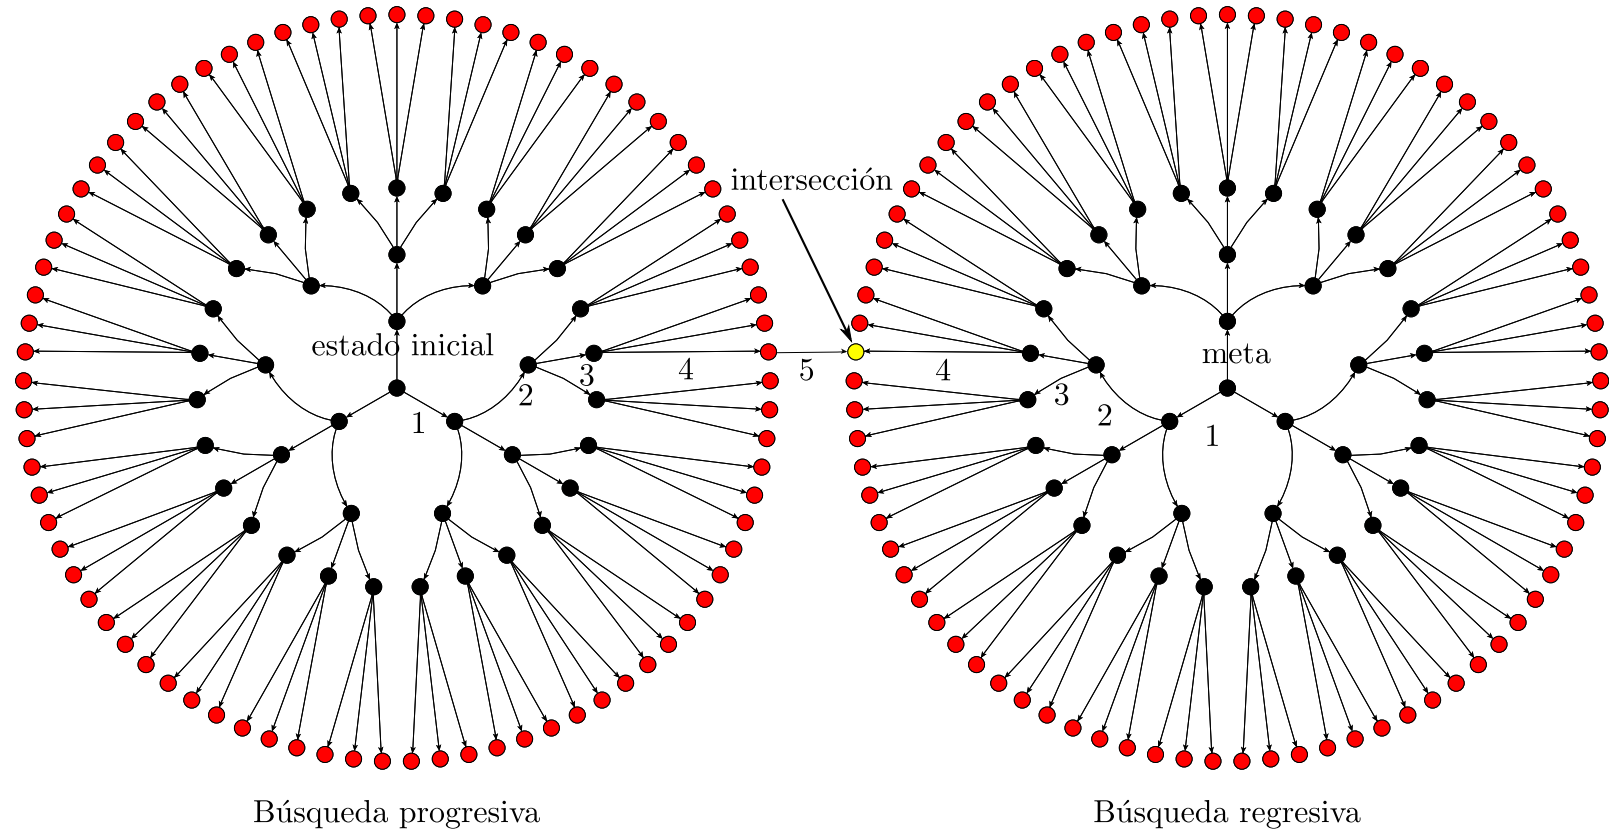 intersección
estado inicial
meta
1
2
3
4
5
4
3
2
1
Búsqueda progresiva
Búsqueda regresiva